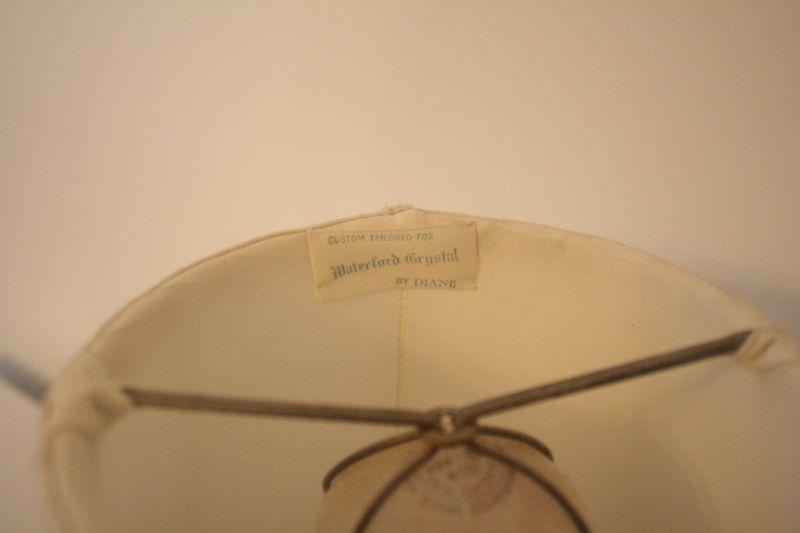 CUSTOM TAILORED FOR
Waterford Crystal
BY DIANE